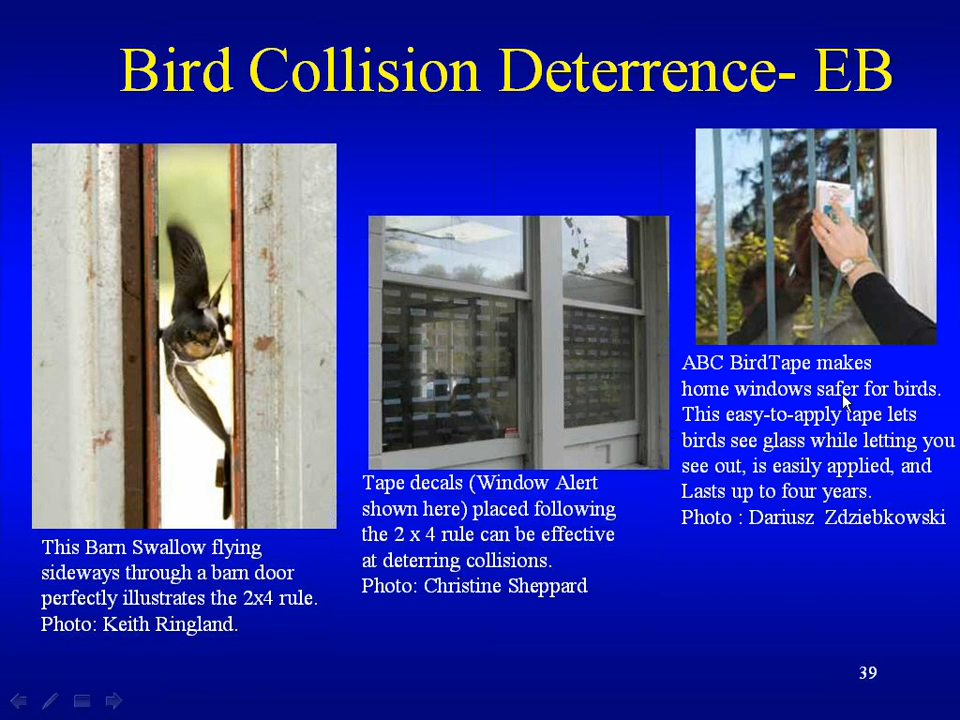 Bird Collision Deterrence- EB
This Barn Swallow flying
sideways through a barn door
perfectly illustrates the 2x4 rule.
Photo: Keith Ringland.
Tape decals (Window Alert
shown here) placed following
the 2 x 4 rule can be effective
at deterring collisions.
Photo: Christine Sheppard
ABC BirdTape makes
home windows safer for birds.
This easy-to-apply tape lets
birds see glass while letting you
see out, is easily applied, and
Lasts up to four years.
Photo : Dariusz Zdziebkowski
39